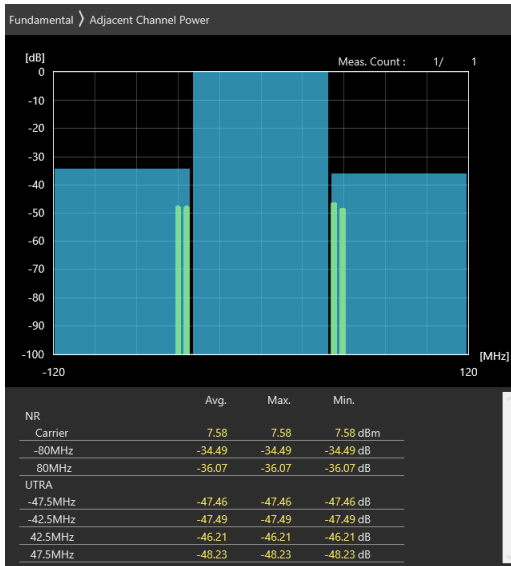 Fundamental 〉 Adjacent Channel Power
[dB]
Meas. Count : 1/ 1
0
-10
-20
-30
-40
-50
-60
-70
-80
-90
-100
[MHz]
-120 120
Avg. Max. Min.
NR
Carrier 7.58 7.58 7.58 dBm
-80MHz -34.49 -34.49 -34.49 dB
80MHz -36.07 -36.07 -36.07 dB
UTRA
-47.5MHz -47.46 -47.46 -47.46 dB
-42.5MHz -47.49 -47.49 -47.49 dB
42.5MHz -46.21 -46.21 -46.21 dB
47.5MHz -48.23 -48.23 -48.23 dB